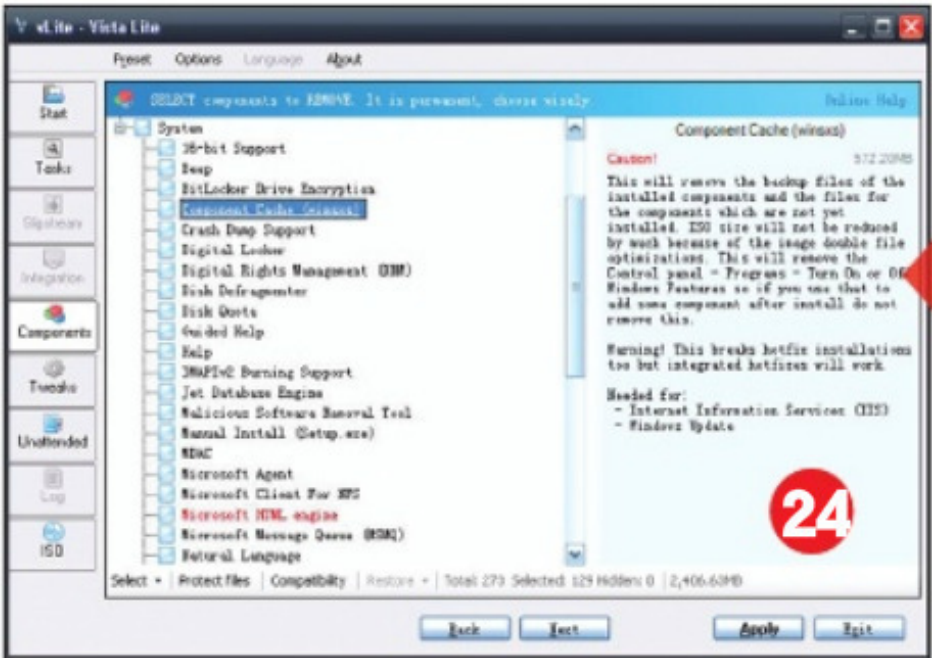 vLite - Vista Lite
Preset Options Language About
Start
Tasks
Slipstream
Integration
Components
Tweaks
Unattended
Log
ISO
SELECT components to REMOVE. It is permanent, choose wisely
Online Help
System
16-bit Support
Beep
BitLocker Drive Encryption
Component Cache (winsxs)
Crash Dump Support
Digital Locker
Digital Rights Management (DRM)
Disk Defragmenter
Disk Quota
Guided Help
Help
IMAPIv2 Burning Support
Jet Database Engine
Malicious Software Removal Tool
Manual Install (Setup.exe)
MDAC
Microsoft Agent
Microsoft Client For NFS
Microsoft HTML engine
Microsoft Message Queue (MSMQ)
Natural Language
Component Cache (winsxs)
Caution! 572.20MB
This will remove the backup files of the
installed components and the files for
the components which are not yet
installed. ISO size will not be reduced
by much because of the image double file
optimizations. This will remove the
Control panel - Programs - Turn On or Off
Windows Features so if you use that to
add some component after install do not
remove this.
Warning! This breaks hotfix installations
too but integrated hotfixes will work
Needed for:
- Internet Information Services (IIS)
- Windows Update
24
Select Protect files Compatibility Restore Total: 273 Selected: 129 Hidden: 0 2,406.63MB
Back Next Apply Exit